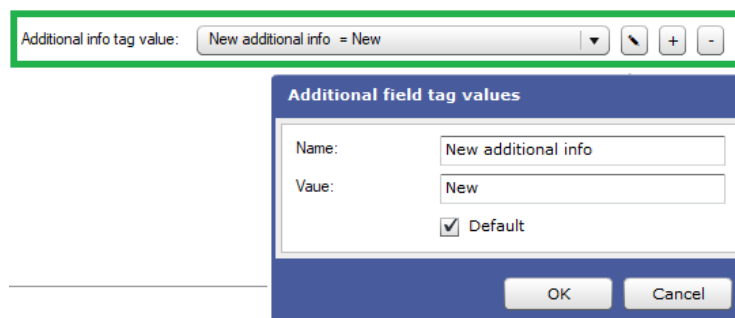 Additional info tag value: New additional info = New + -
Additional field tag values
Name: New additional info
Vaue: New
Default
OK Cancel